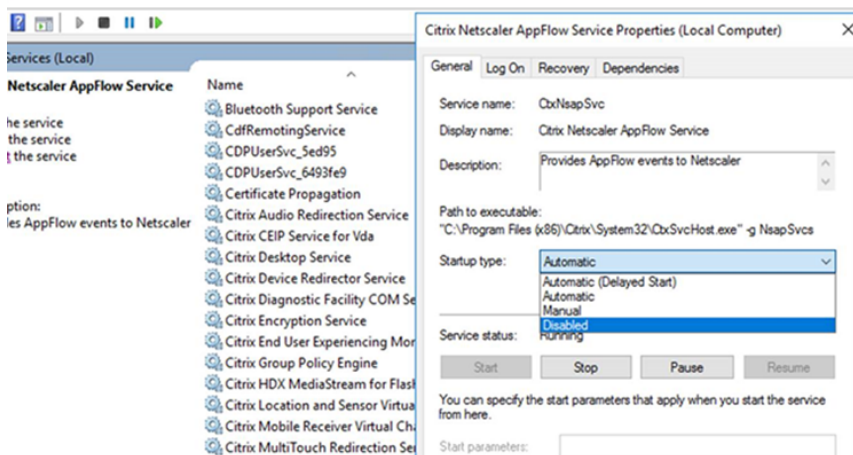 Services (Local)
Netscaler AppFlow Service
he service
the service
t the service
ption:
es AppFlow events to Netscaler
Name
Bluetooth Support Service
CdfRemotingService
CDPUserSvc_5ed95
CDPUserSvc_6493fe9
Certificate Propagation
Citrix Audio Redirection Service
Citrix CEIP Service for Vda
Citrix Desktop Service
Citrix Device Redirector Service
Citrix Diagnostic Facility COM Se
Citrix Encryption Service
Citrix End User Experiencing Mor
Citrix Group Policy Engine
Citrix HDX MediaStream for Flash
Citrix Location and Sensor Virtua
Citrix Mobile Receiver Virtual Cha
Citrix MultiTouch Redirection Ser
Citrix Netscaler AppFlow Service Properties (Local Computer)
General Log On Recovery Dependencies
Service name: CtxNsapSvc
Display name: Citrix Netscaler AppFlow Service
Description: Provides AppFlow events to Netscaler
Path to executable:
"C:\Program Files (x86)\Citrix\System32\CtxSvcHost.exe" -g NsapSvcs
Startup type: Automatic
Automatic (Delayed Start)
Automatic
Manual
Disabled
Service status: Running
Start Stop Pause Resume
You can specify the start parameters that apply when you start the service
from here.
Start parameters: